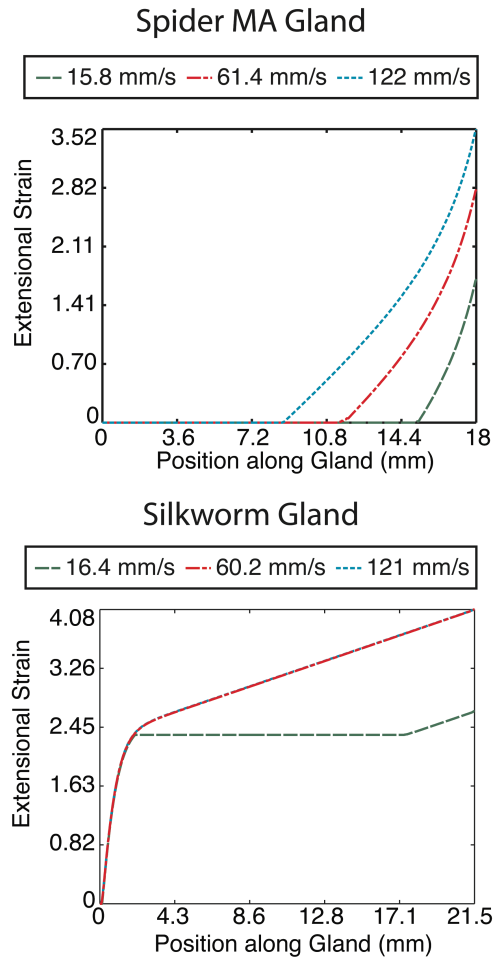 Spider MA Gland
15.8 mm/s 61.4 mm/s 122 mm/s
Extensional Strain
3.52
2.82
2.11
1.41
0.70
0
0 3.6 7.2 10.8 14.4 18
Position along Gland (mm)
Silkworm Gland
16.4 mm/s 60.2 mm/s 121 mm/s
Extensional Strain
4.08
3.26
2.45
1.63
0.82
0
0 4.3 8.6 12.8 17.1 21.5
Position along Gland (mm)